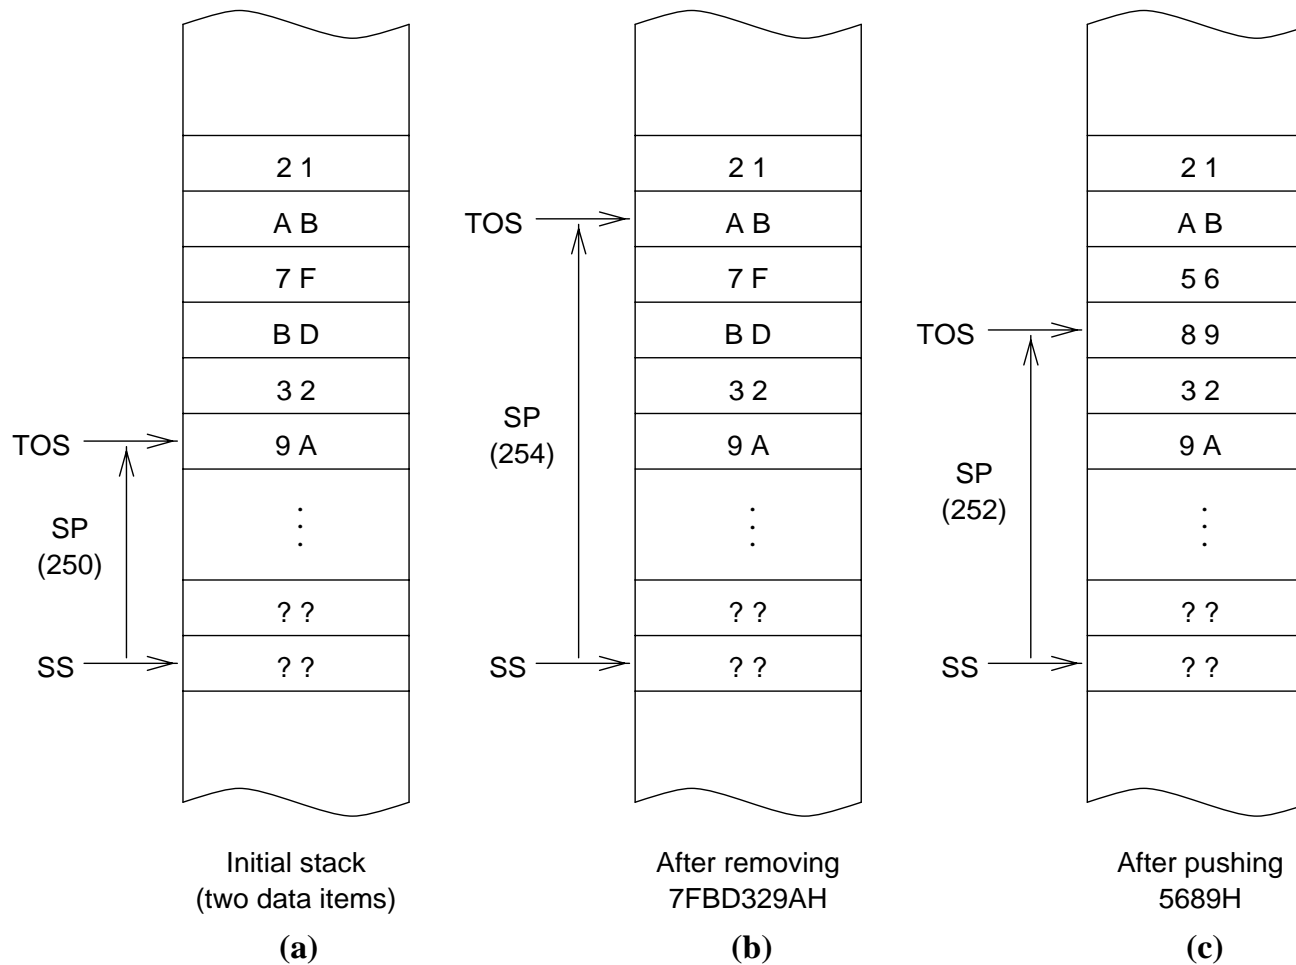 2 1
A B
7 F
B D
3 2
TOS
9 A
SP
(250)
? ?
SS
? ?
Initial stack
(two data items)
(a)
2 1
TOS
A B
7 F
B D
3 2
SP
(254)
9 A
? ?
SS
? ?
After removing
7FBD329AH
(b)
2 1
A B
5 6
TOS
8 9
3 2
9 A
SP
(252)
? ?
SS
? ?
After pushing
5689H
(c)